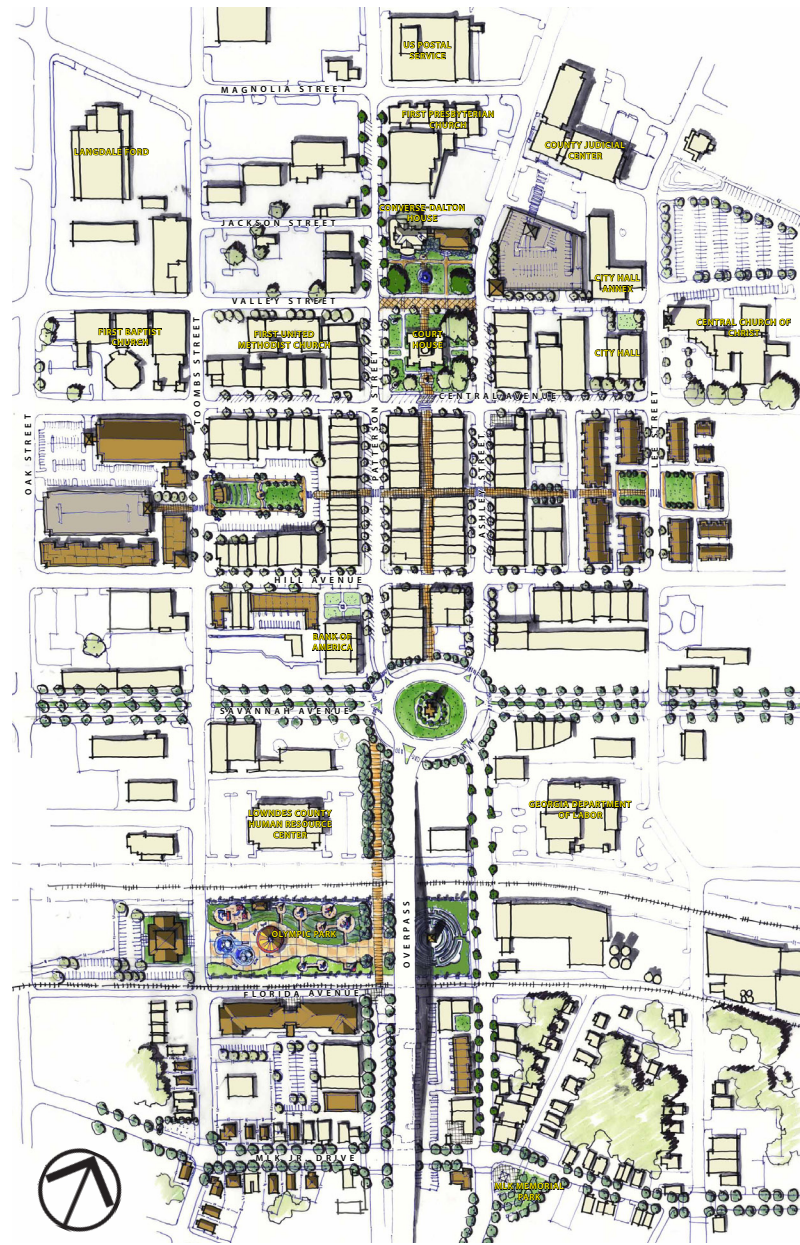 US POSTAL
SERVICE
MAGNOLIA STREET
FIRST PRESBYTERIAN
CHURCH
LANGDALE FORD
COUNTY JUDICIAL
CENTER
CONVERSE-DALTON
HOUSE
JACKSON STREET
CITY HALL
ANNEX
VALLEY STREET
FIRST BAPTIST
CHURCH
FIRST UNITED
METHODIST CHURCH
COURT
HOUSE
CENTRAL CHURCH OF
CHRIST
CITY HALL
TOOMBS STREET
PATTERSON STREET
CENTRAL AVENUE
OAK STREET
ASHLEY STREET
LEE STREET
HILL AVENUE
BANK OF
AMERICA
SAVANNAH AVENUE
LOWNDES COUNTY
HUMAN RESOURCE
CENTER
GEORGIA DEPARTMENT
OF LABOR
OVERPASS
OLYMPIC PARK
FLORIDA AVENUE
MLK JR. DRIVE
MLK MEMORIAL
PARK